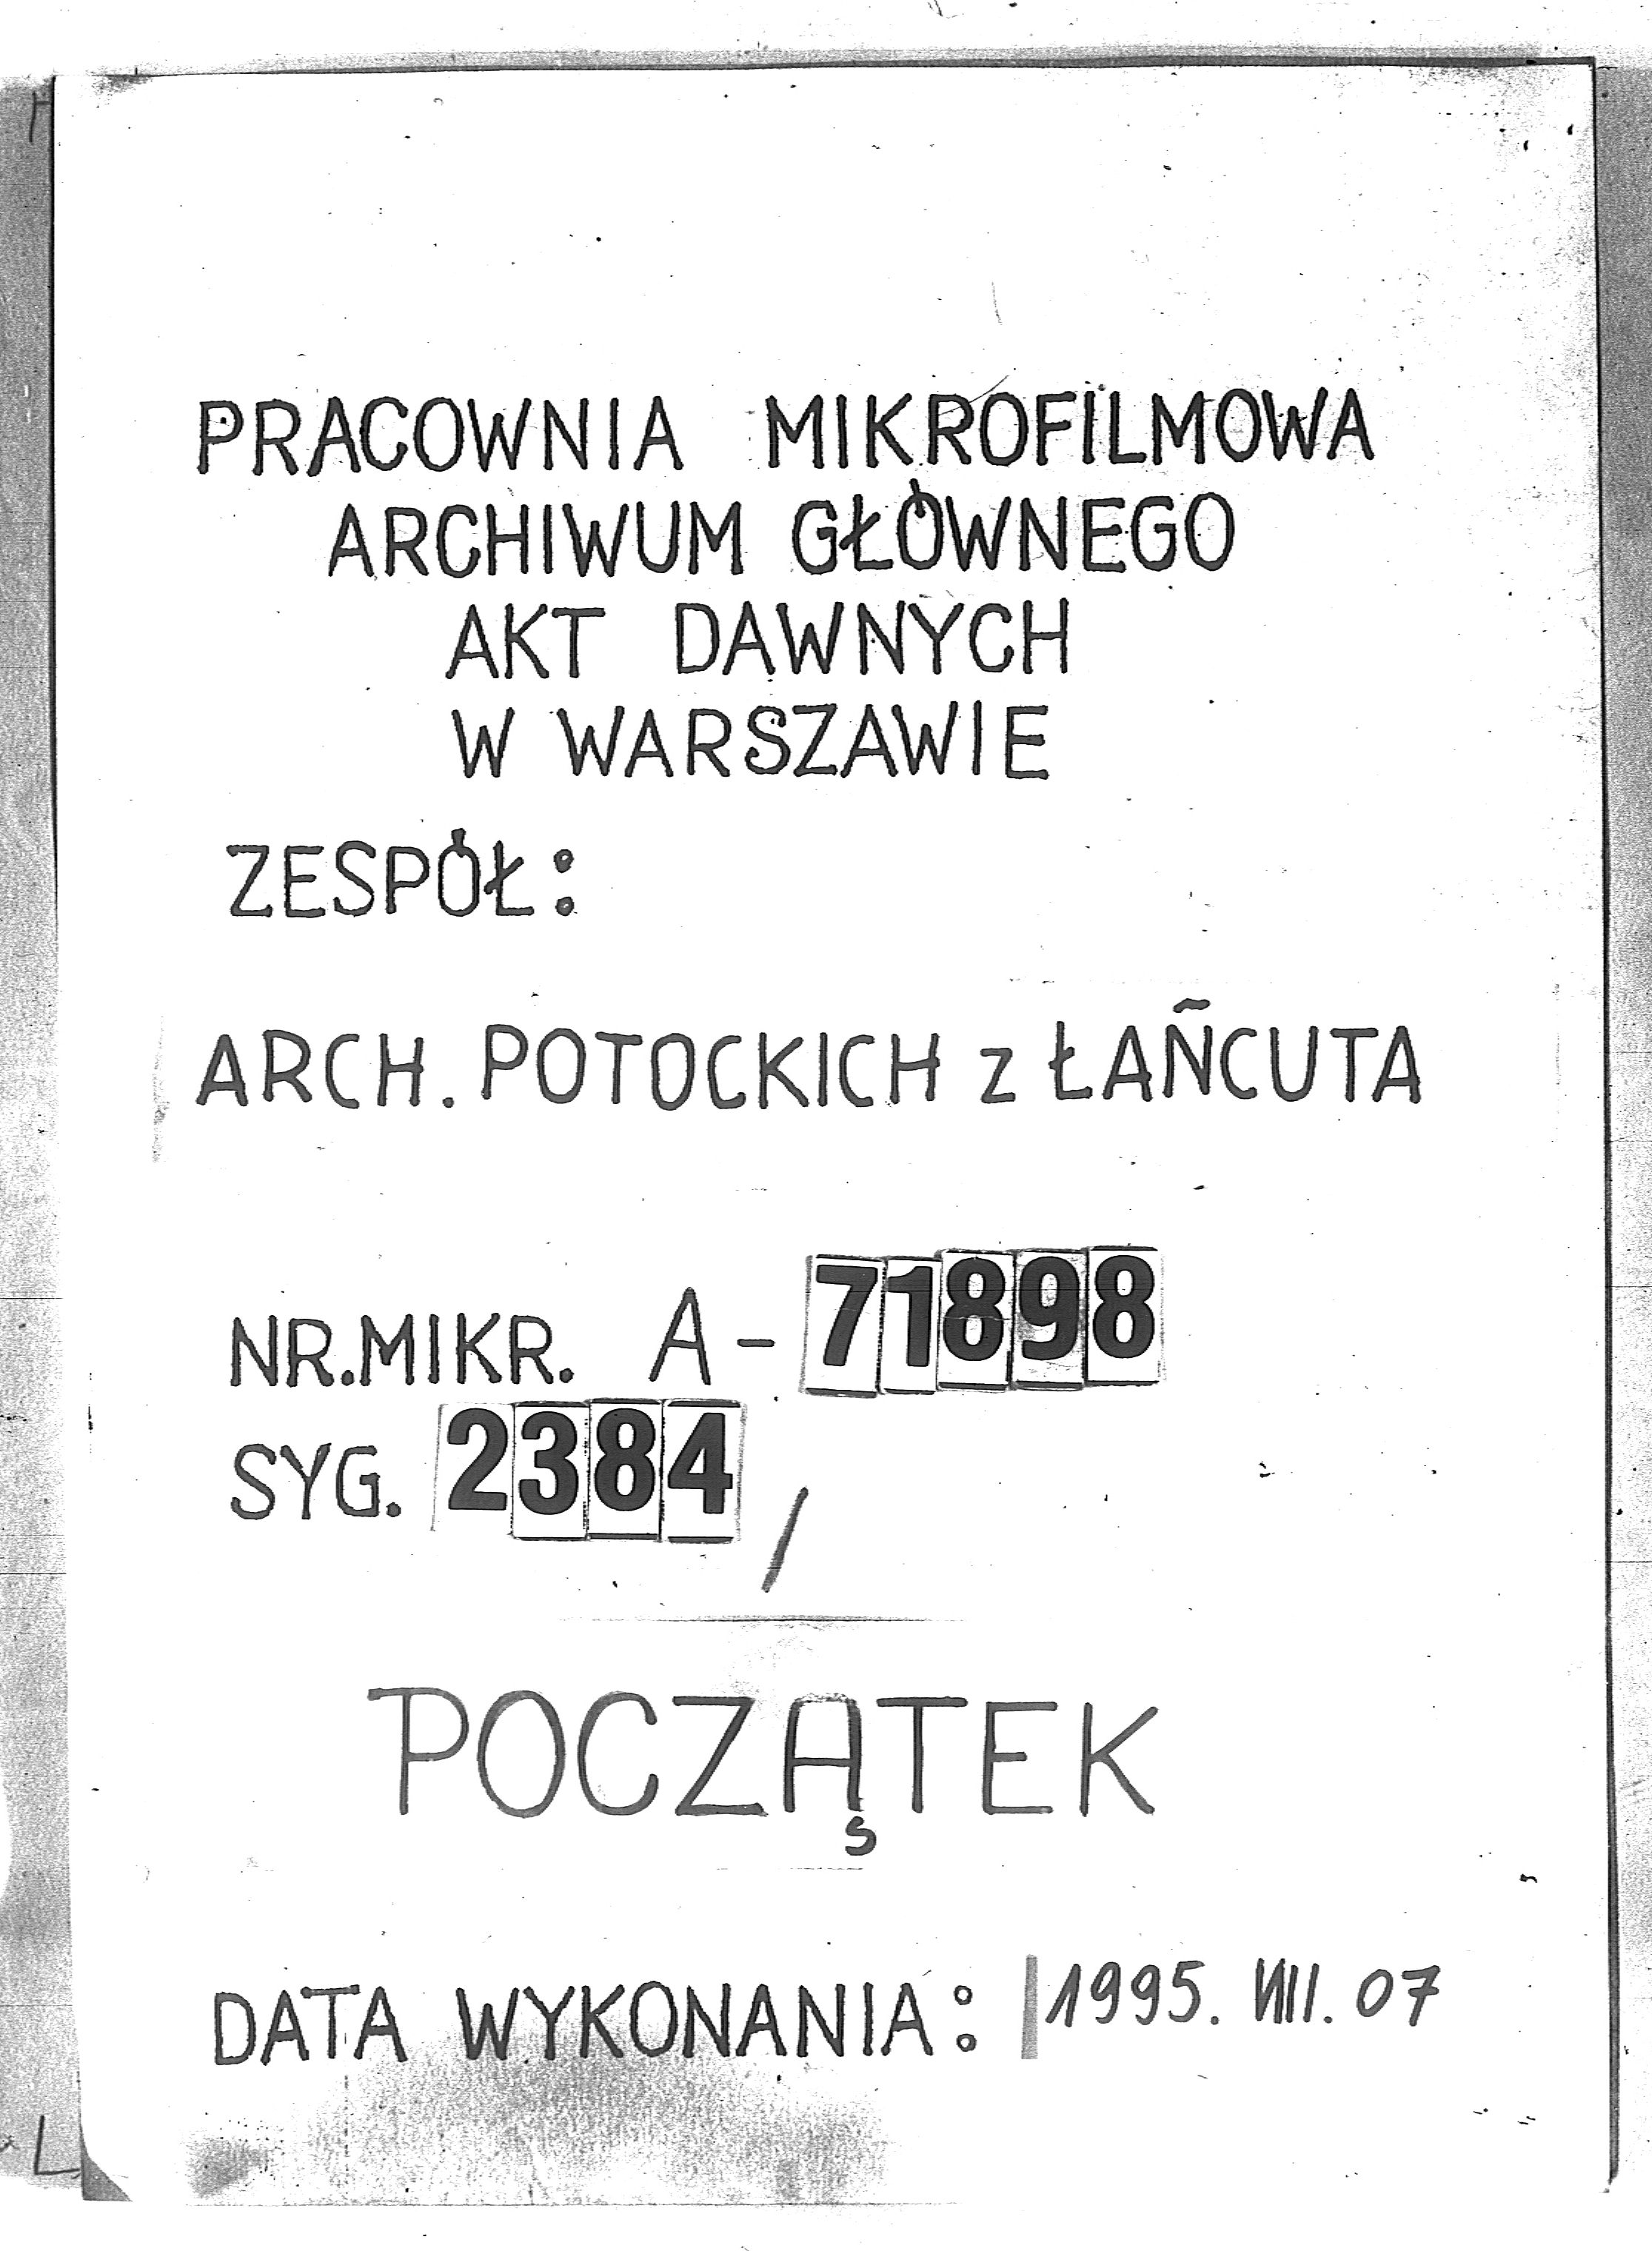 PRACOWNIA MIKROFILMOWA
ARCHIWUM GŁÓWNEGO
AKT DAWNYCH
W WARSZAWIE
ZESPÓŁ:
ARCH. POTOCKICH z ŁAŃCUTA
NR.MIKR. A-71898
SYG. 2384 /
POCZĄTEK
DATA WYKONANIA: 1995. VIII. 07